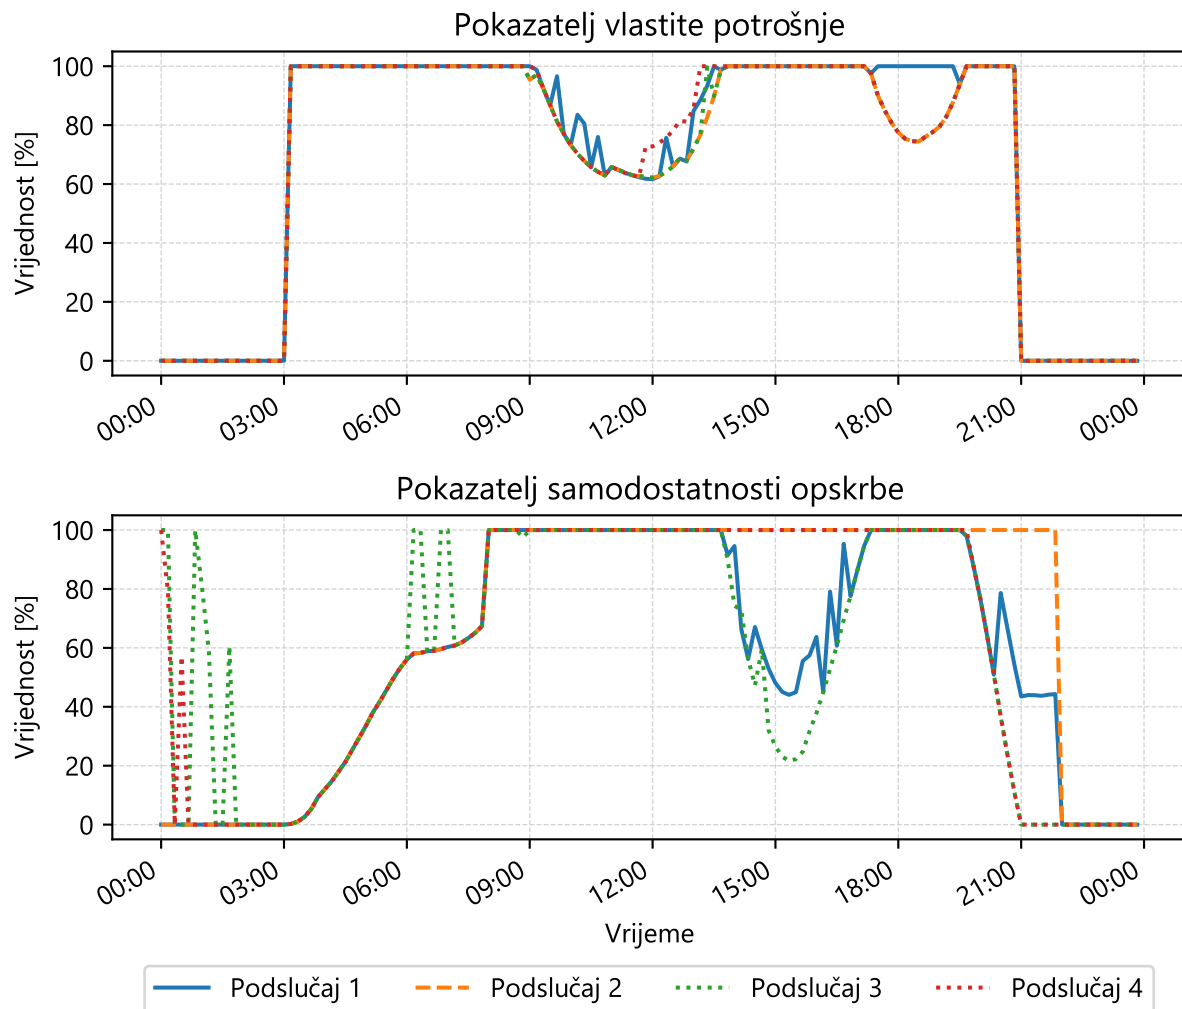 Pokazatelj vlastite potrošnje
Vrijednost [%]
100
80
60
40
20
0
00:00 03:00 06:00 09:00 12:00 15:00 18:00 21:00 00:00
Pokazatelj samodostatnosti opskrbe
Vrijednost [%]
100
80
60
40
20
0
00:00 03:00 06:00 09:00 12:00 15:00 18:00 21:00 00:00
Vrijeme
Podslučaj 1 Podslučaj 2 Podslučaj 3 Podslučaj 4